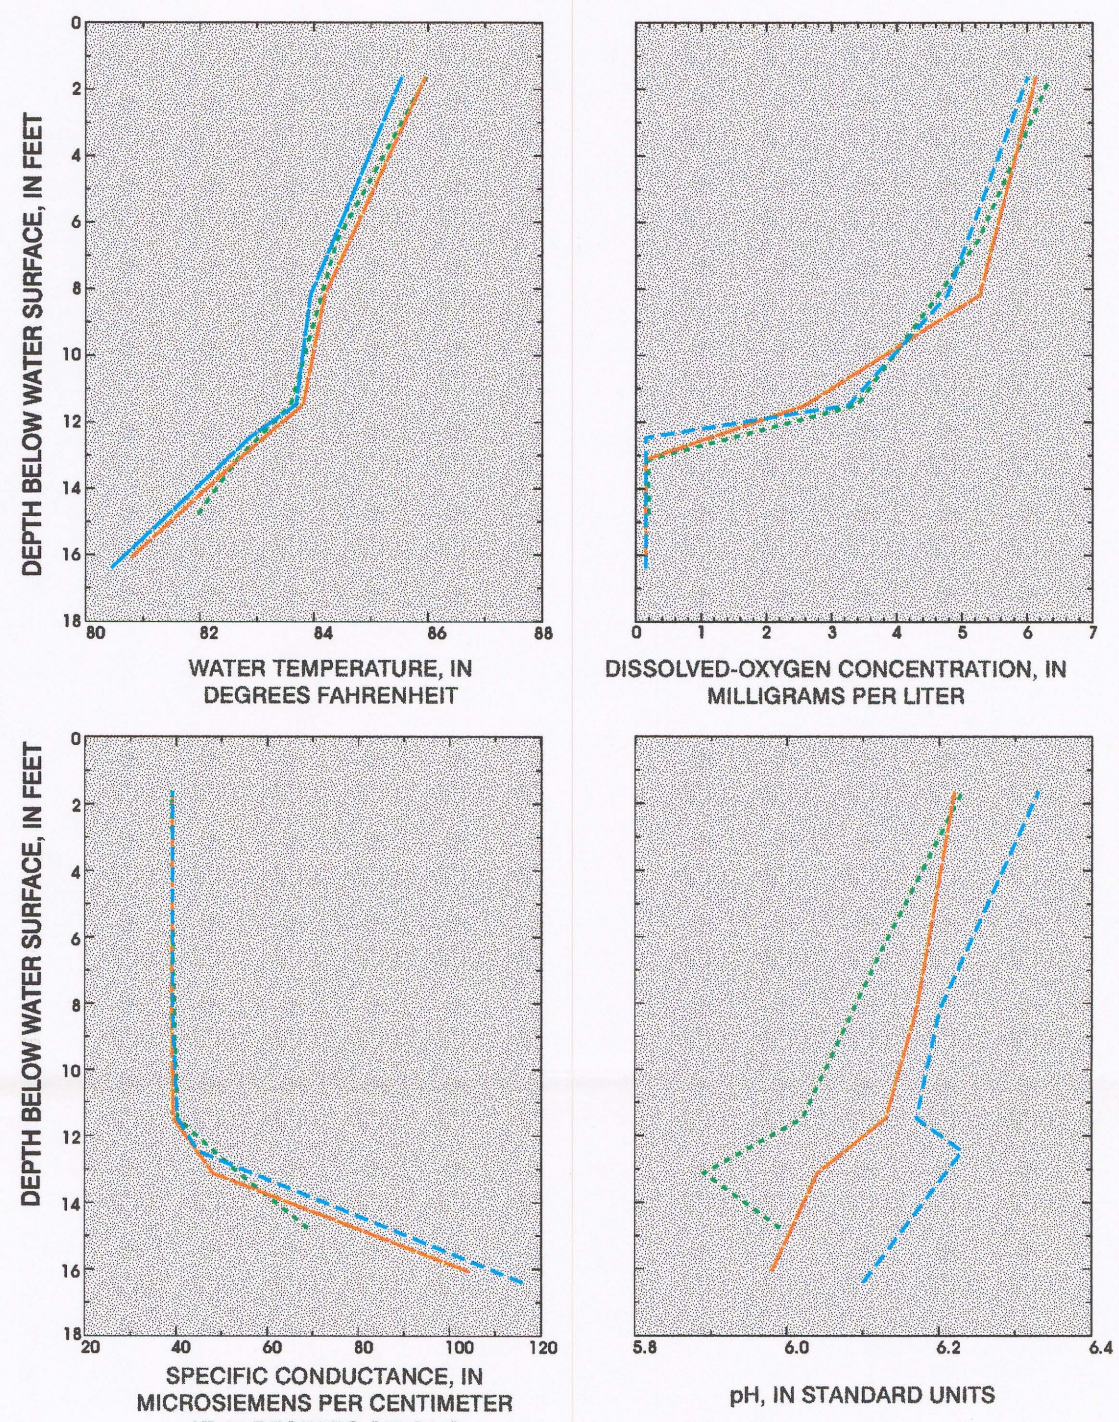 DEPTH BELOW WATER SURFACE, IN FEET
0
2
4
6
8
10
12
14
16
18
80 82 84 86 88
WATER TEMPERATURE, IN
DEGREES FAHRENHEIT
0 1 2 3 4 5 6 7
DISSOLVED-OXYGEN CONCENTRATION, IN
MILLIGRAMS PER LITER
DEPTH BELOW WATER SURFACE, IN FEET
0
2
4
6
8
10
12
14
16
18
20 40 60 80 100 120
SPECIFIC CONDUCTANCE, IN
MICROSIEMENS PER CENTIMETER
5.8 6.0 6.2 6.4
pH, IN STANDARD UNITS